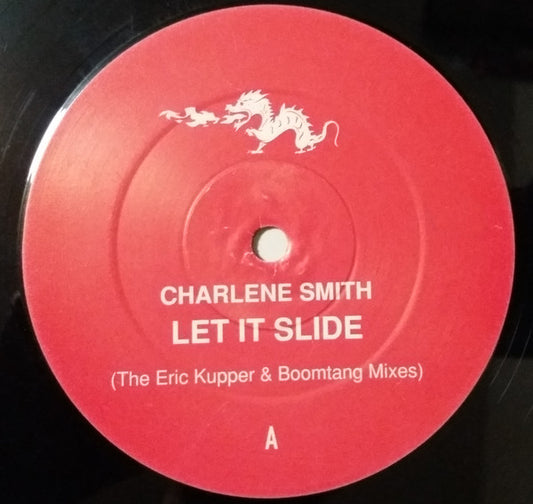 CHARLENE SMITH
LET IT SLIDE
(The Eric Kupper & Boomtang Mixes)
A